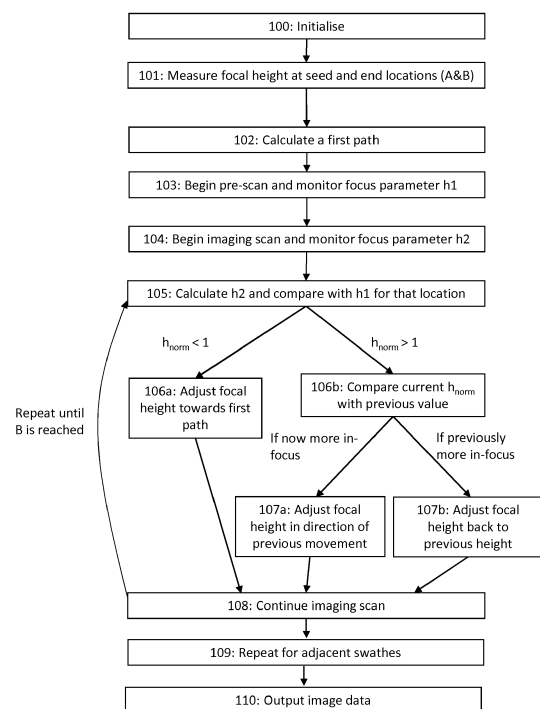 100: Initialise
101: Measure focal height at seed and end locations (A&B)
102: Calculate a first path
103: Begin pre-scan and monitor focus parameter h1
104: Begin imaging scan and monitor focus parameter h2
105: Calculate h2 and compare with h1 for that location
hnorm < 1
hnorm > 1
106a: Adjust focal
height towards first
path
106b: Compare current hnorm
with previous value
Repeat until
B is reached
If now more in-
focus
If previously
more in-focus
107a: Adjust focal
height in direction of
previous movement
107b: Adjust focal
height back to
previous height
108: Continue imaging scan
109: Repeat for adjacent swathes
110: Output image data